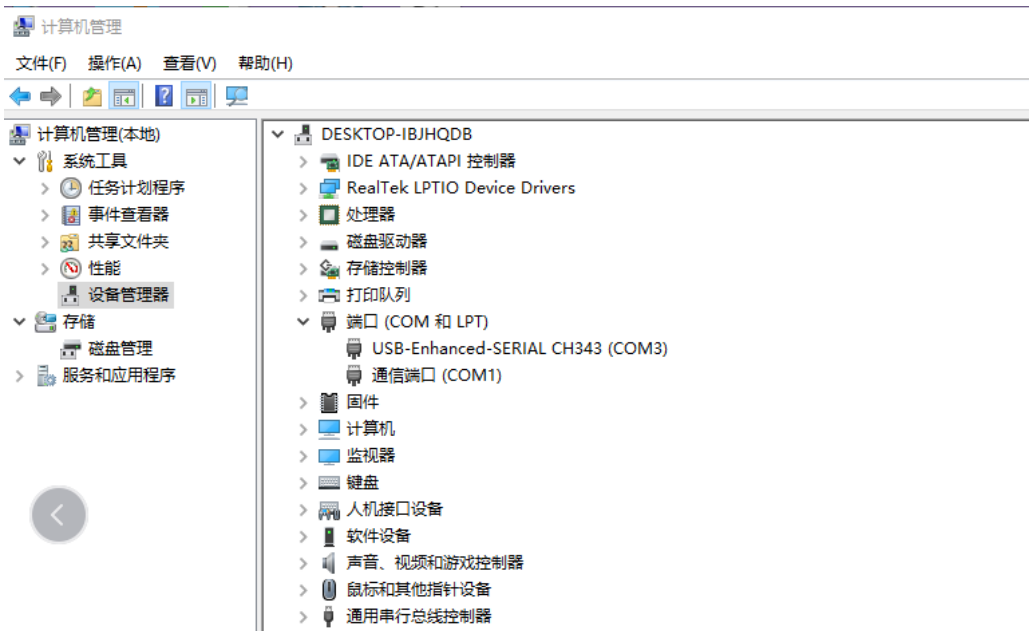 计算机管理
文件(F) 操作(A) 查看(V) 帮助(H)
计算机管理(本地)
系统工具
任务计划程序
事件查看器
共享文件夹
性能
设备管理器
存储
磁盘管理
服务和应用程序
DESKTOP-IBJHQDB
IDE ATA/ATAPI 控制器
RealTek LPTIO Device Drivers
处理器
磁盘驱动器
存储控制器
打印队列
端口 (COM 和 LPT)
USB-Enhanced-SERIAL CH343 (COM3)
通信端口 (COM1)
固件
计算机
监视器
键盘
人机接口设备
软件设备
声音、视频和游戏控制器
鼠标和其他指针设备
通用串行总线控制器